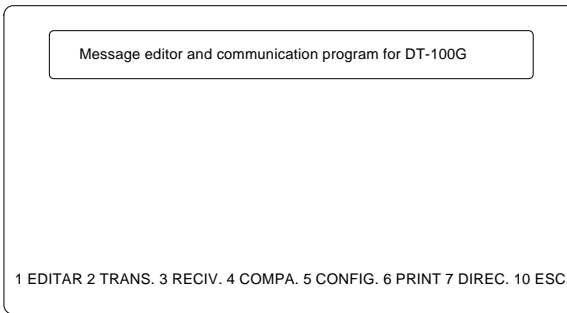 Message editor and communication program for DT-100G
1 EDITAR 2 TRANS. 3 RECIV. 4 COMPA. 5 CONFIG. 6 PRINT 7 DIREC. 10 ESC.